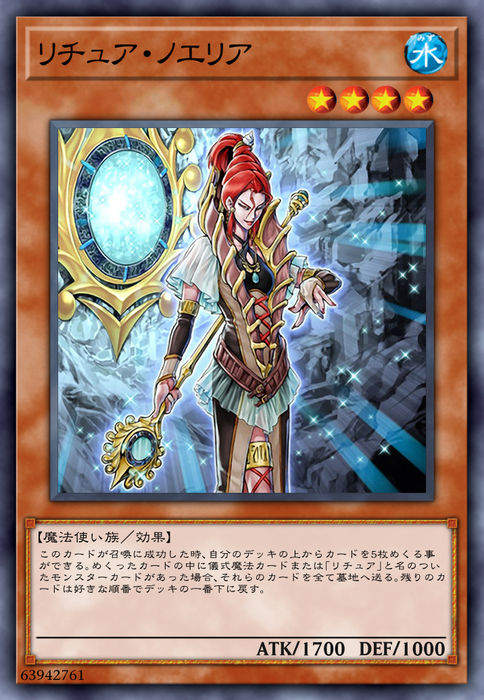 リチュア・ノエリア
みず
水
【魔法使い族／効果】
このカードが召喚に成功した時、自分のデッキの上からカードを5枚めくる事
ができる。めくったカードの中に儀式魔法カードまたは「リチュア」と名のつい
たモンスターカードがあった場合、それらのカードを全て墓地へ送る。残りのカー
ドは好きな順番でデッキの一番下に戻す。
ATK/1700 DEF/1000
63942761